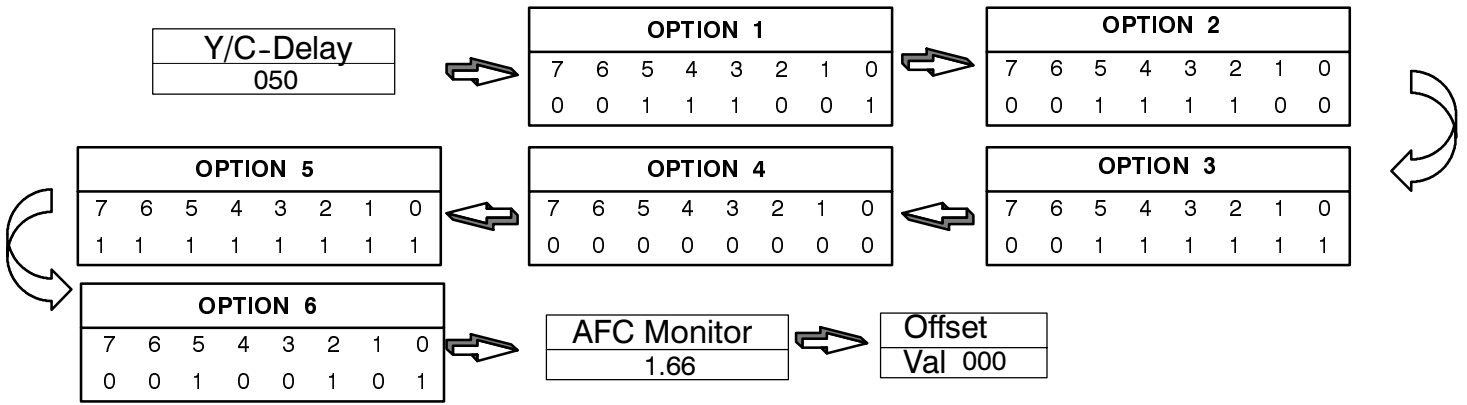 Y/C-Delay
050
OPTION 1
7 6 5 4 3 2 1 0
0 0 1 1 1 0 0 1
OPTION 2
7 6 5 4 3 2 1 0
0 0 1 1 1 1 0 0
OPTION 3
7 6 5 4 3 2 1 0
0 0 1 1 1 1 1 1
OPTION 4
7 6 5 4 3 2 1 0
0 0 0 0 0 0 0 0
OPTION 5
7 6 5 4 3 2 1 0
1 1 1 1 1 1 1 1
OPTION 6
7 6 5 4 3 2 1 0
0 0 1 0 0 1 0 1
AFC Monitor
1.66
Offset
Val 000